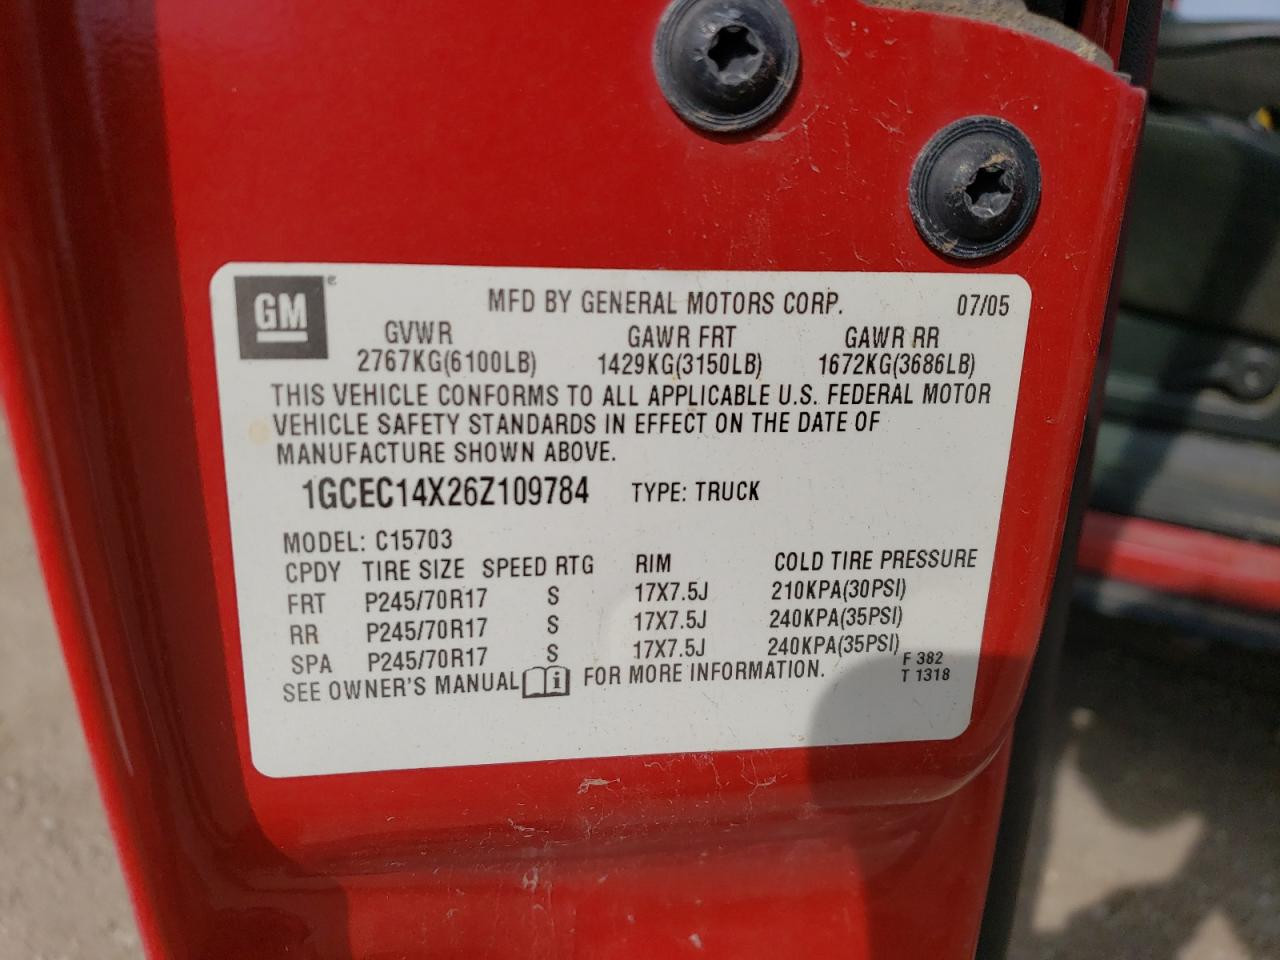 GM
MFD BY GENERAL MOTORS CORP. 07/05
GVWR GAWR FRT GAWR RR
2767KG(6100LB) 1429KG(3150LB) 1672KG(3686LB)
THIS VEHICLE CONFORMS TO ALL APPLICABLE U.S. FEDERAL MOTOR
VEHICLE SAFETY STANDARDS IN EFFECT ON THE DATE OF
MANUFACTURE SHOWN ABOVE.
1GCEC14X26Z109784 TYPE: TRUCK
MODEL: C15703
CPDY TIRE SIZE SPEED RTG RIM COLD TIRE PRESSURE
FRT P245/70R17 S 17X7.5J 210KPA(30PSI)
RR P245/70R17 S 17X7.5J 240KPA(35PSI)
SPA P245/70R17 S 17X7.5J 240KPA(35PSI)
SEE OWNER'S MANUAL i FOR MORE INFORMATION.
F 382
T 1318